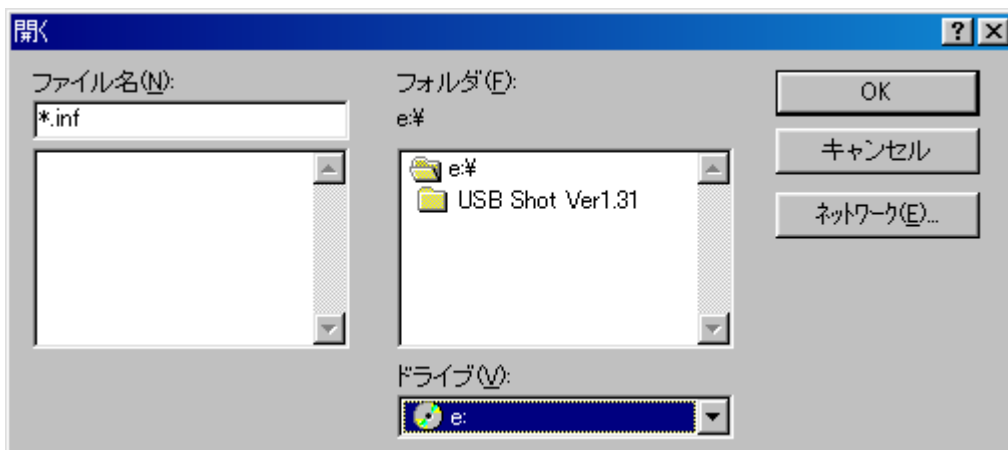 開く
ファイル名(N):
*.inf
フォルダ(F):
e:¥
e:¥
USB Shot Ver1.31
ドライブ(V):
e:
OK
キャンセル
ネットワーク(E)...